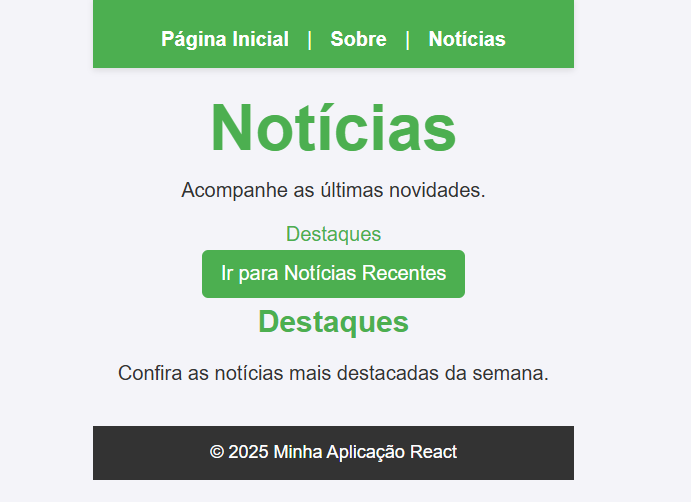 Página Inicial | Sobre | Notícias
Notícias
Acompanhe as últimas novidades.
Destaques
Ir para Notícias Recentes
Destaques
Confira as notícias mais destacadas da semana.
© 2025 Minha Aplicação React